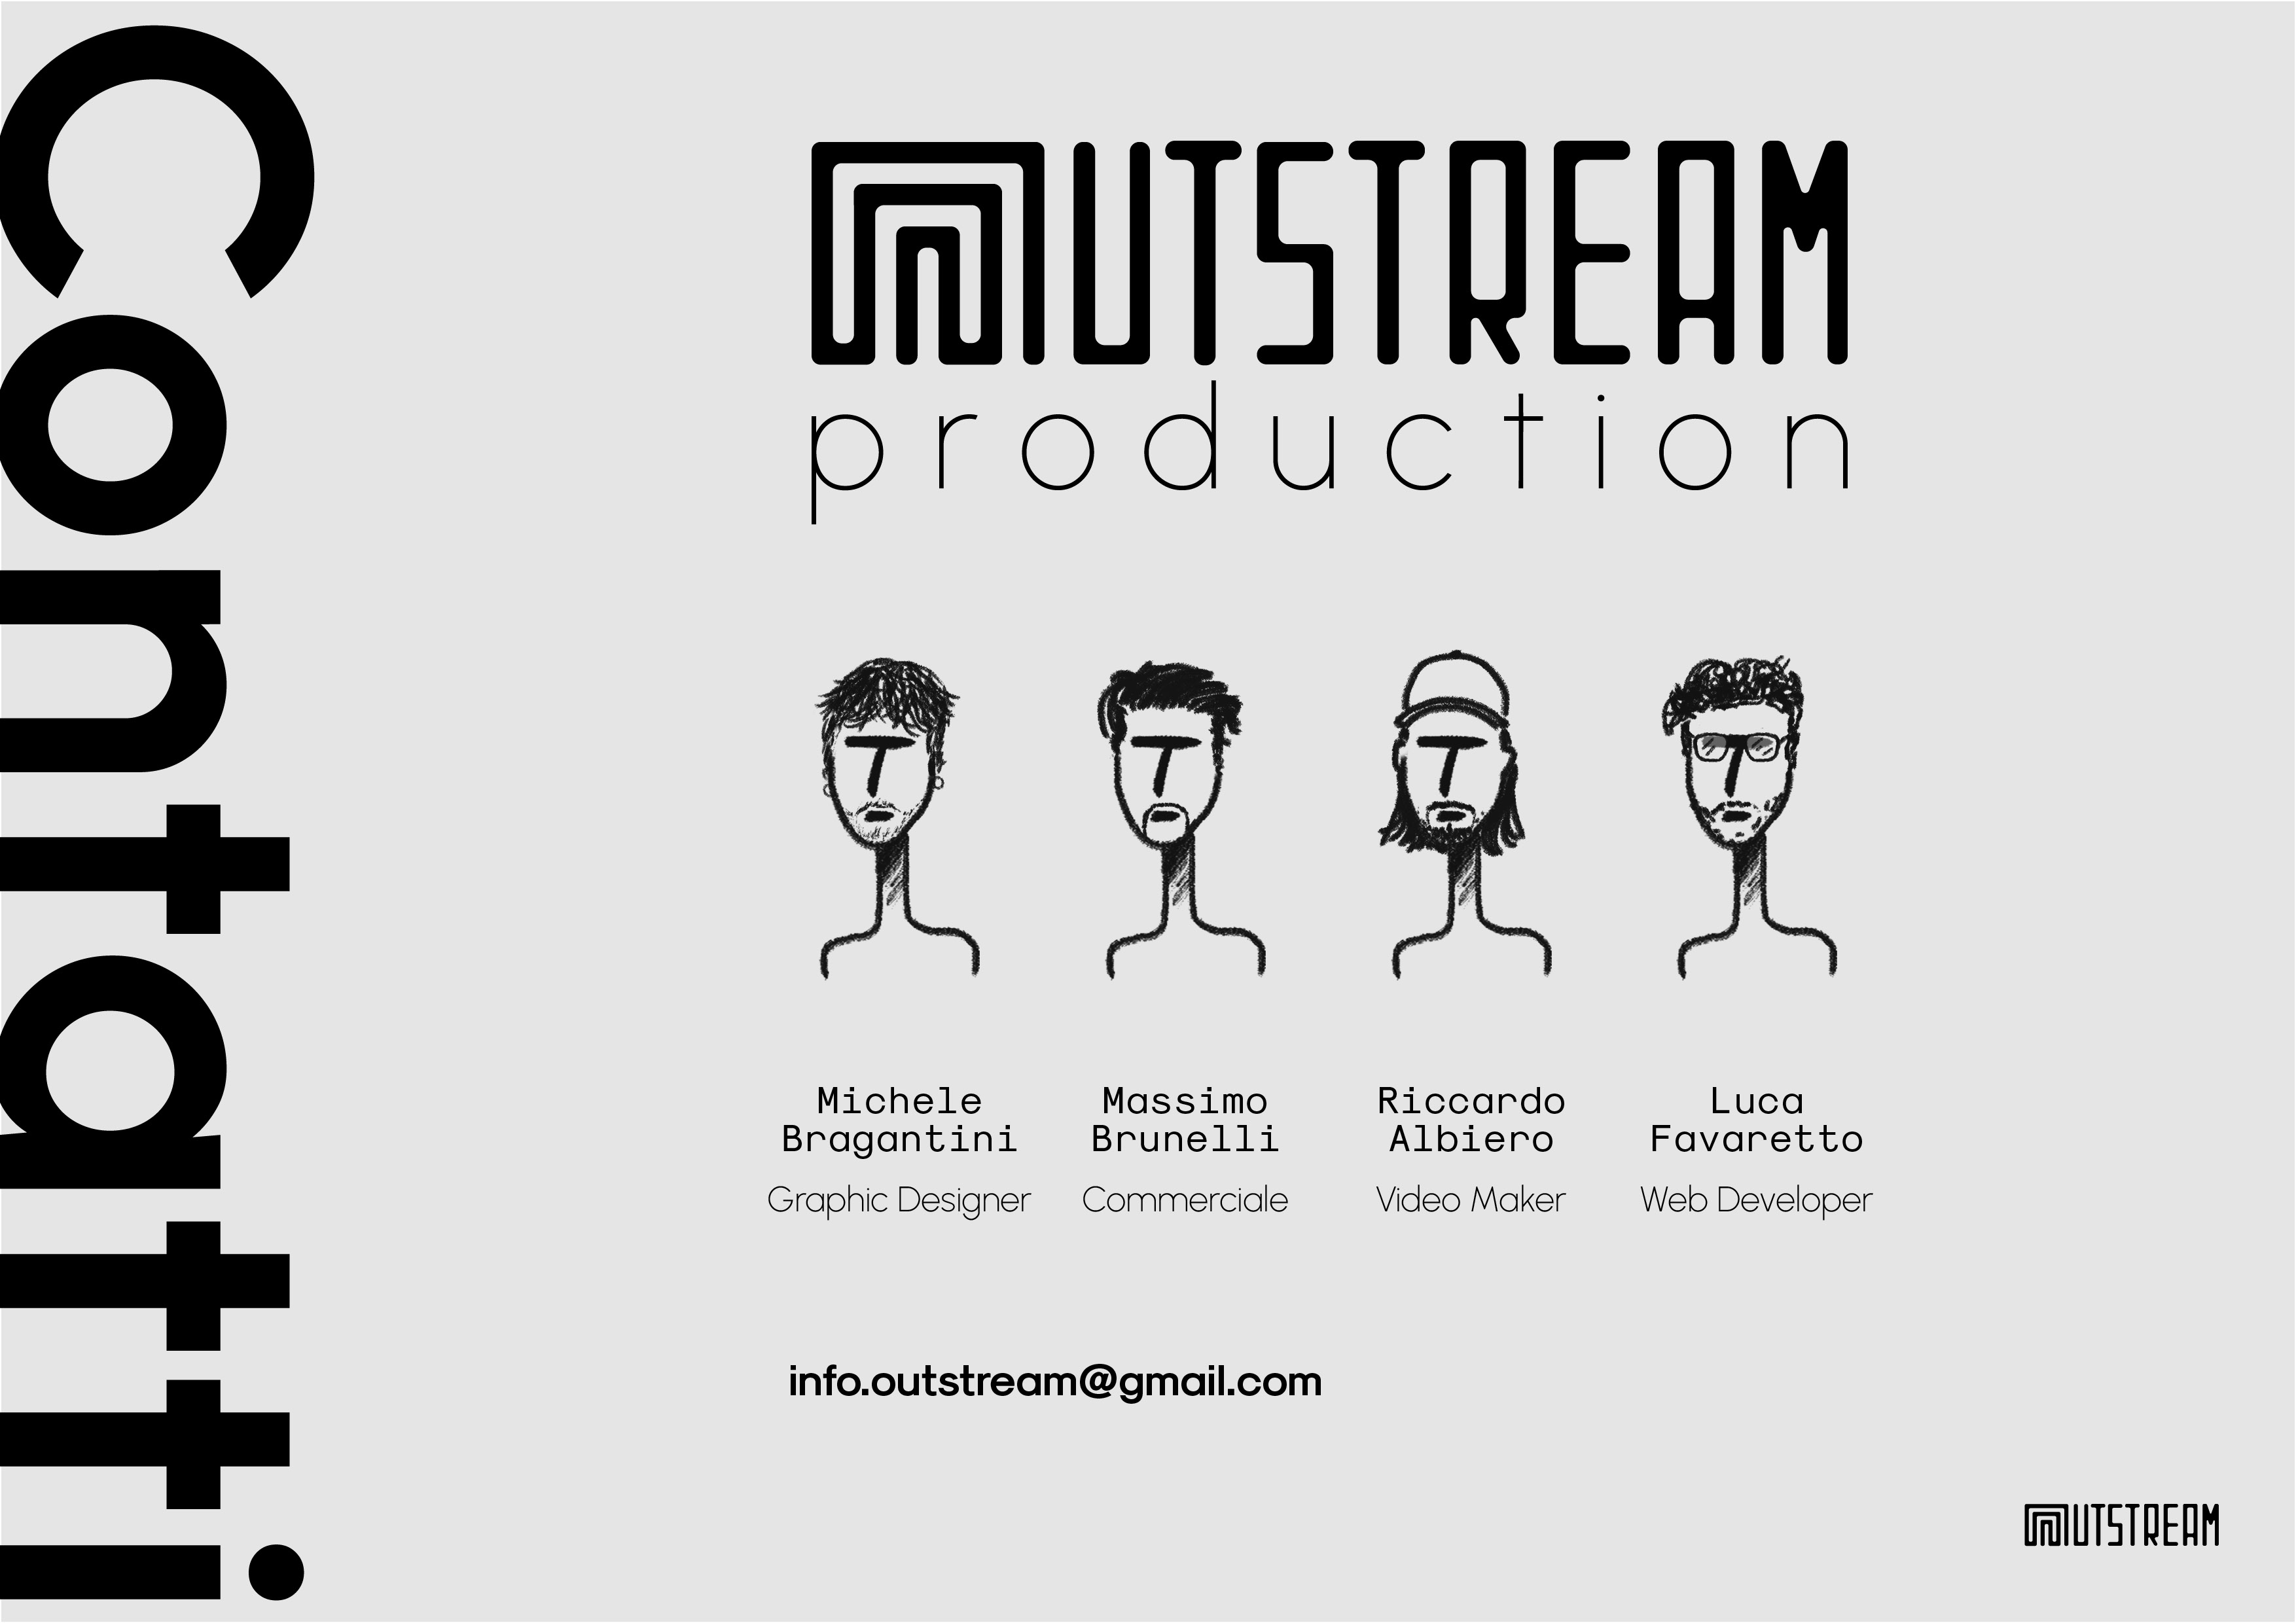 Contatti
OUTSTREAM
production
Michele Bragantini
Graphic Designer
Massimo Brunelli
Commerciale
Riccardo Albiero
Video Maker
Luca Favaretto
Web Developer
info.outstream@gmail.com
OUTSTREAM